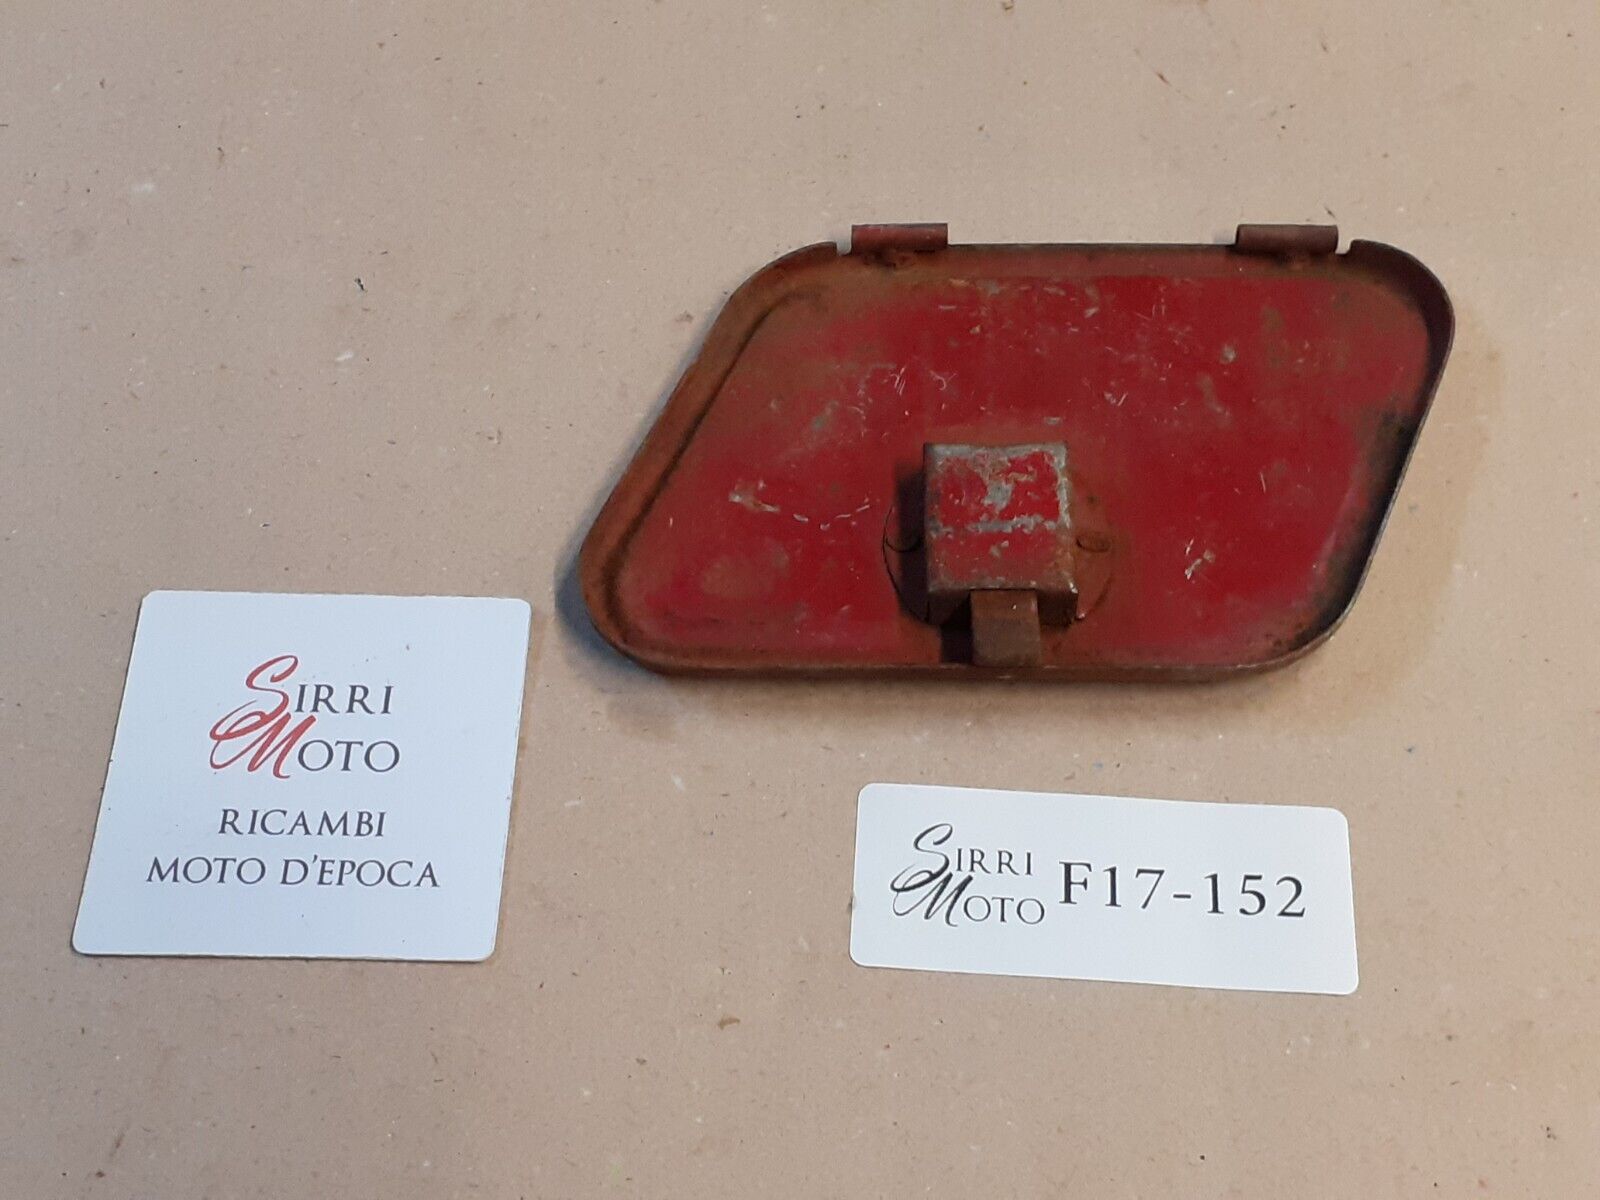 SIRRI
MOTO
RICAMBI
MOTO D'EPOCA
SIRRI
MOTO
F17-152